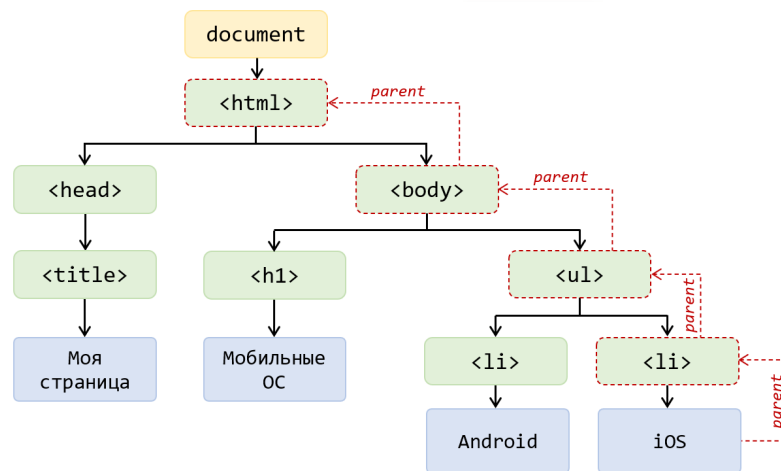 document
<html>
parent
<head>
<body>
parent
<title>
<h1>
<ul>
parent
Моя
страница
Мобильные
ОС
<li>
<li>
parent
Android
iOS